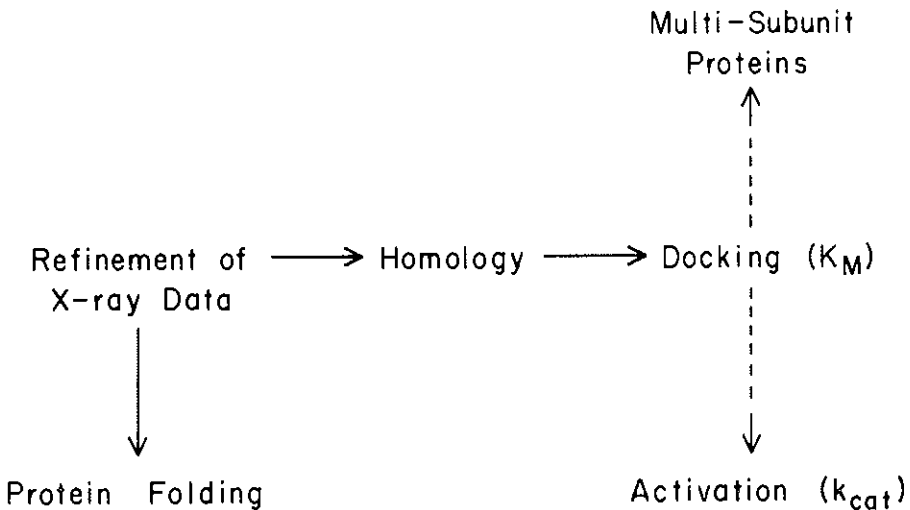 Multi-Subunit
Proteins
Refinement of
X-ray Data
Homology
Docking (K_M)
Protein Folding
Activation (k_cat)